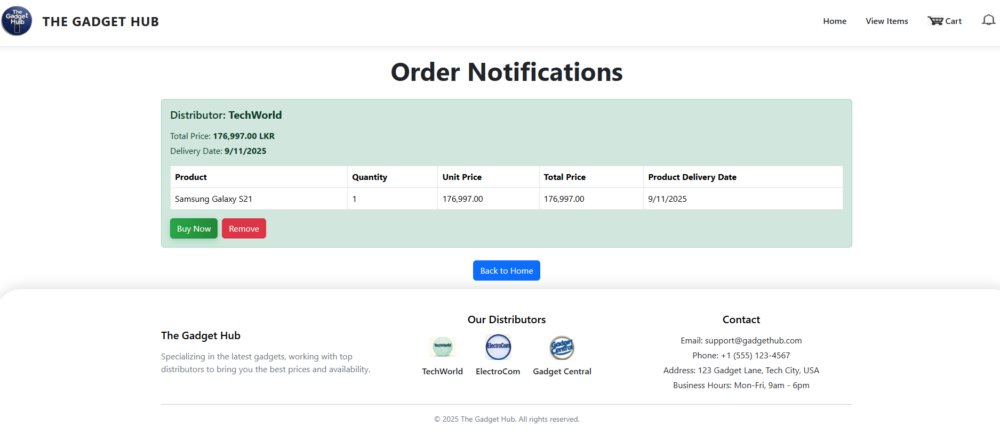 The Gadget Hub
THE GADGET HUB
Home View Items Cart
Order Notifications
Distributor: TechWorld
Total Price: 176,997.00 LKR
Delivery Date: 9/11/2025
Product Quantity Unit Price Total Price Product Delivery Date
Samsung Galaxy S21 1 176,997.00 176,997.00 9/11/2025
Buy Now Remove
Back to Home
The Gadget Hub
Specializing in the latest gadgets, working with top
distributors to bring you the best prices and availability.
Our Distributors
TechWorld ElectroCom Gadget Central
TechWorld ElectroCom Gadget Central
Contact
Email: support@gadgethub.com
Phone: +1 (555) 123-4567
Address: 123 Gadget Lane, Tech City, USA
Business Hours: Mon-Fri, 9am - 6pm
© 2025 The Gadget Hub. All rights reserved.